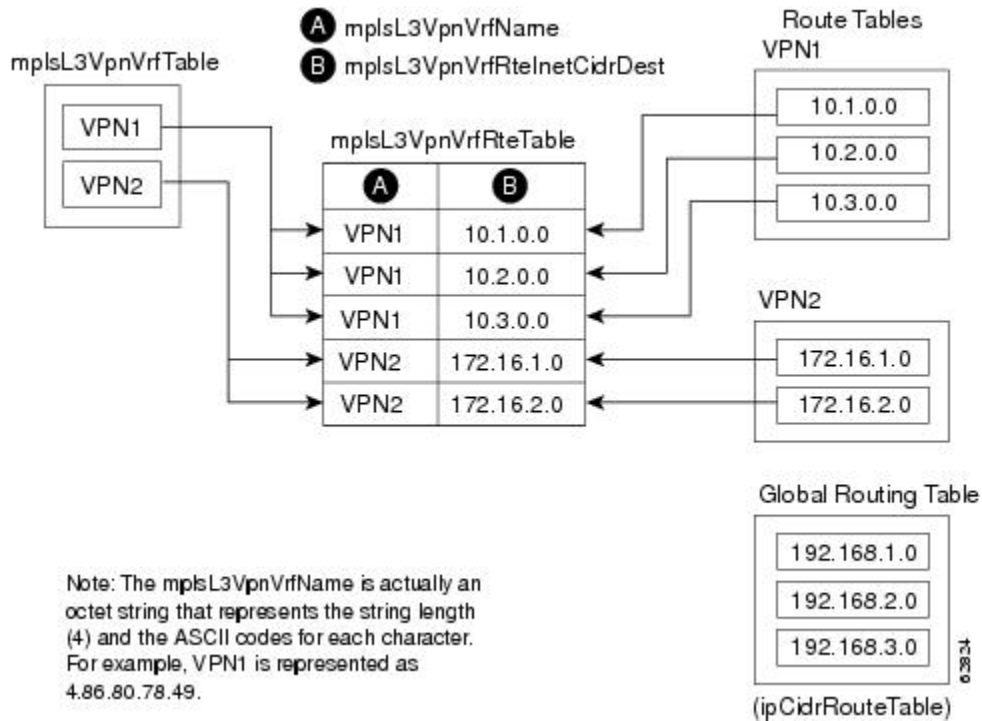 A mplsL3VpnVrfName
B mplsL3VpnVrfRteInetCidrDest
mplsL3VpnVrfTable
VPN1
VPN2
mplsL3VpnVrfRteTable
A B
VPN1 10.1.0.0
VPN1 10.2.0.0
VPN1 10.3.0.0
VPN2 172.16.1.0
VPN2 172.16.2.0
Route Tables
VPN1
10.1.0.0
10.2.0.0
10.3.0.0
VPN2
172.16.1.0
172.16.2.0
Global Routing Table
192.168.1.0
192.168.2.0
192.168.3.0
(ipCidrRouteTable)
Note: The mplsL3VpnVrfName is actually an
octet string that represents the string length
(4) and the ASCII codes for each character.
For example, VPN1 is represented as
4.86.80.78.49.
62824